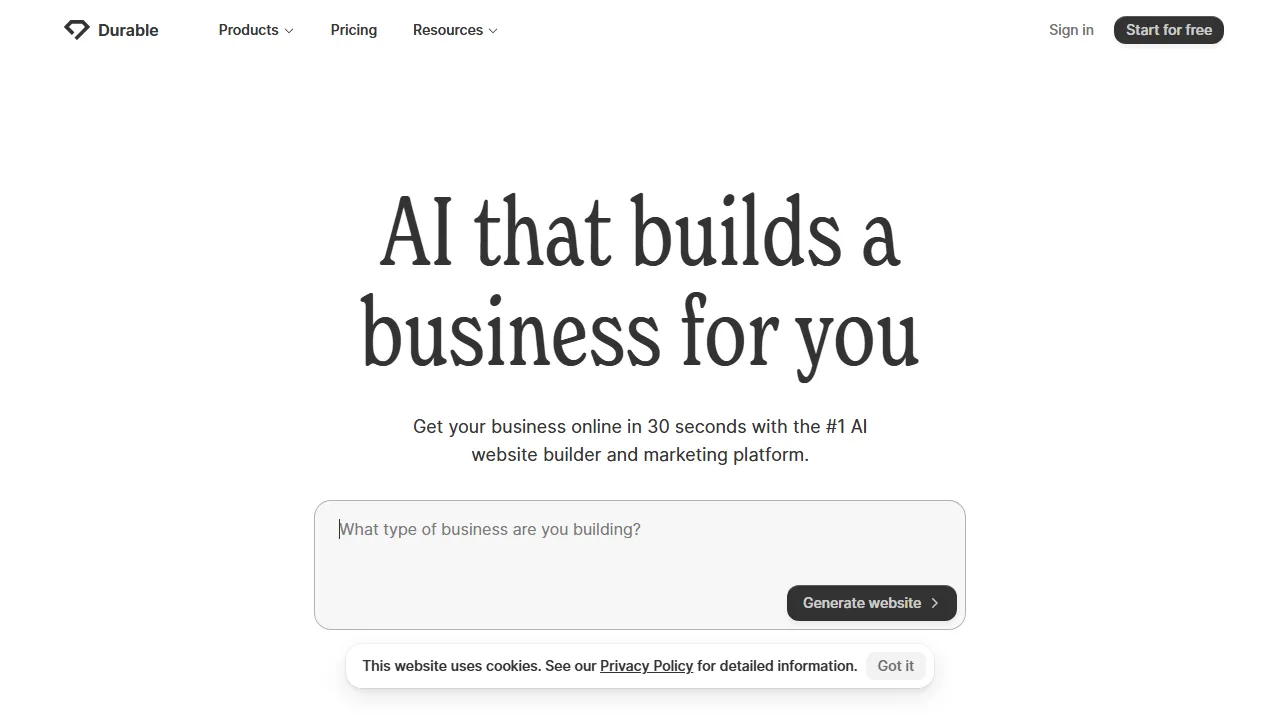 Durable
Products
Pricing
Resources
Sign in
Start for free
AI that builds a
business for you
Get your business online in 30 seconds with the #1 AI
website builder and marketing platform.
What type of business are you building?
Generate website
This website uses cookies. See our Privacy Policy for detailed information.
Got it